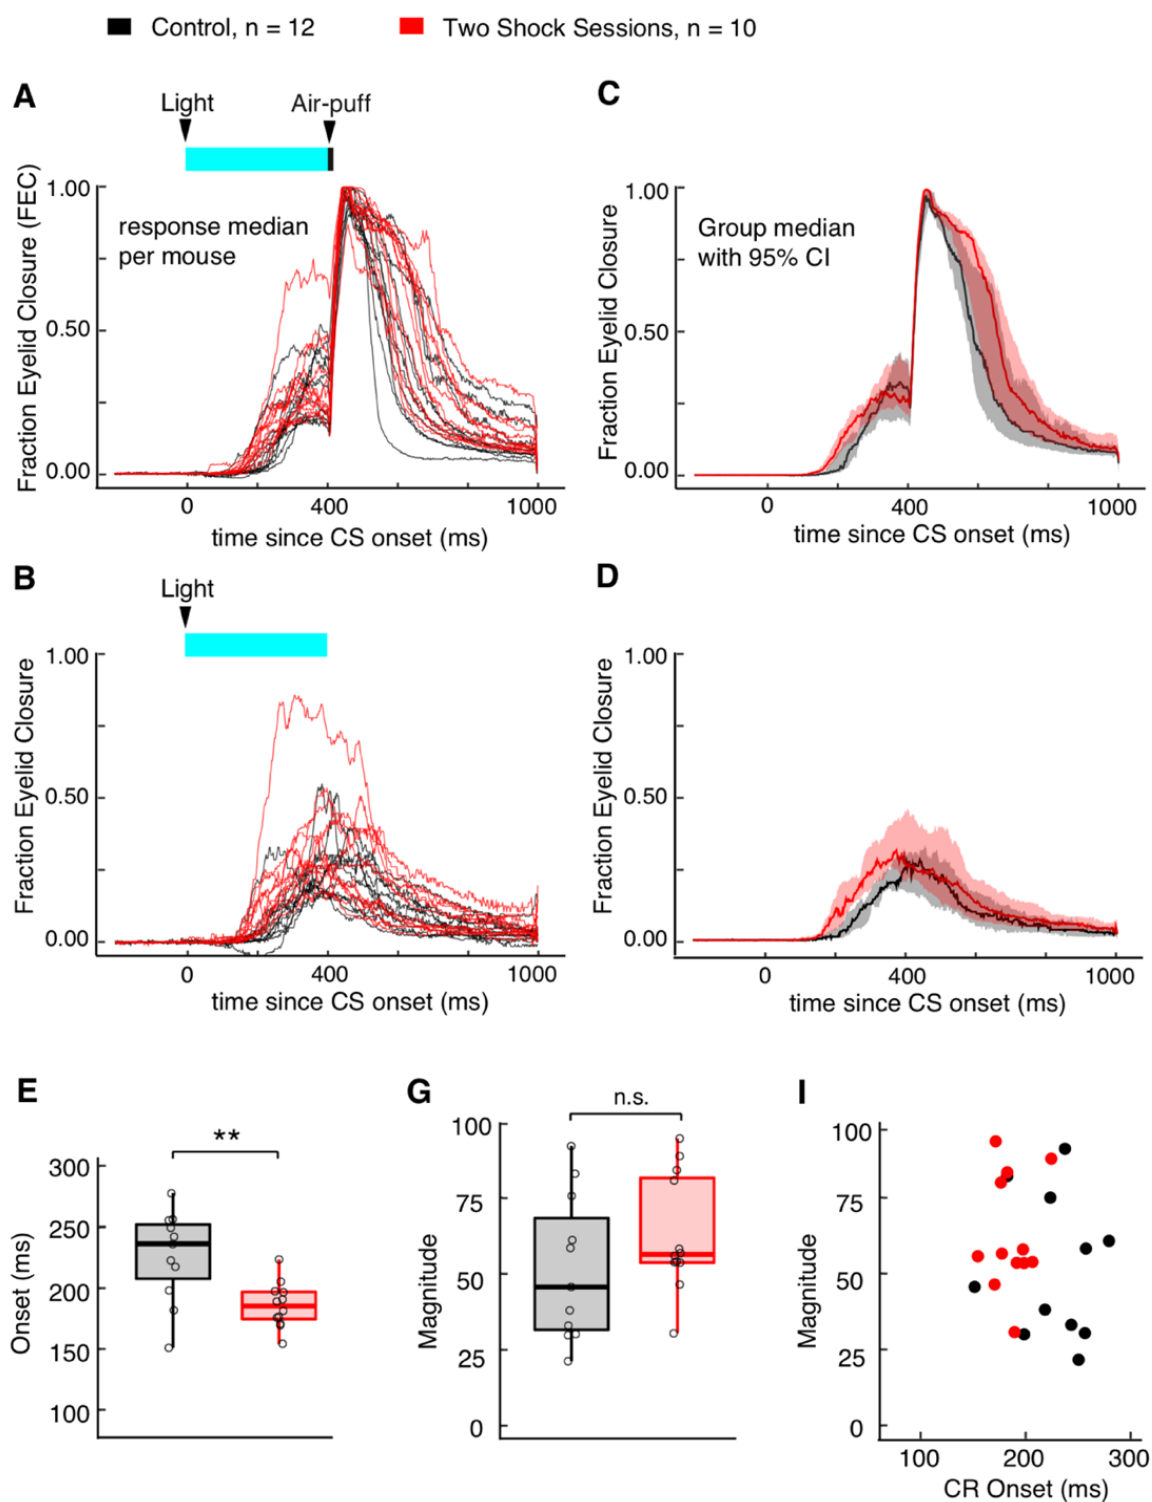 Control, n = 12
Two Shock Sessions, n = 10
A
Light
Air-puff
Fraction Eyelid Closure (FEC)
1.00
0.50
0.00
response median
per mouse
0
400
1000
time since CS onset (ms)
C
Fraction Eyelid Closure
1.00
0.50
0.00
Group median
with 95% CI
0
400
1000
time since CS onset (ms)
B
Light
Fraction Eyelid Closure
1.00
0.50
0.00
0
400
1000
time since CS onset (ms)
D
Fraction Eyelid Closure
1.00
0.50
0.00
0
400
1000
time since CS onset (ms)
E
**
Onset (ms)
300
250
200
150
100
G
n.s.
Magnitude
100
75
50
25
0
I
Magnitude
100
75
50
25
0
100
200
300
CR Onset (ms)